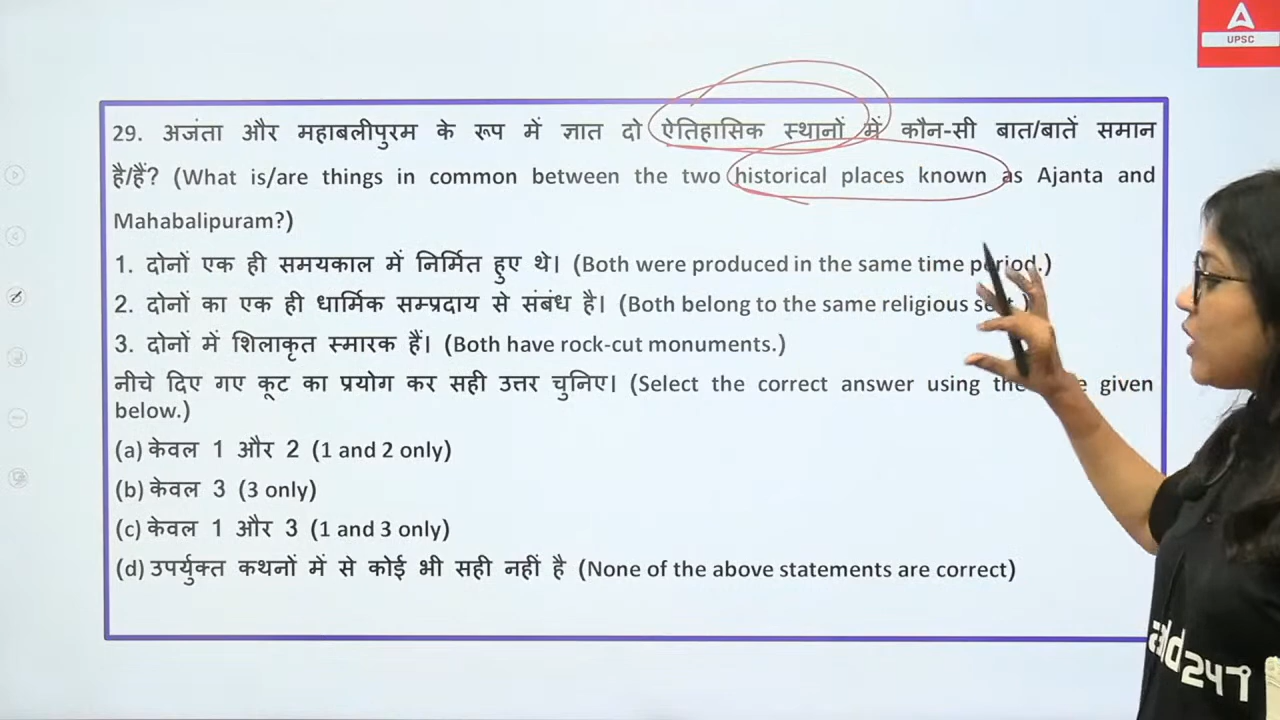 UPSC
29. अजंता और महाबलीपुरम के रूप में ज्ञात दो ऐतिहासिक स्थानों में कौन-सी बात/बातें समान
है/हैं? (What is/are things in common between the two historical places known as Ajanta and
Mahabalipuram?)
1. दोनों एक ही समयकाल में निर्मित हुए थे। (Both were produced in the same time period.)
2. दोनों का एक ही धार्मिक सम्प्रदाय से संबंध है। (Both belong to the same religious
3. दोनों में शिलाकृत स्मारक हैं। (Both have rock-cut monuments.)
नीचे दिए गए कूट का प्रयोग कर सही उत्तर चुनिए। (Select the correct answer using given
below.)
(a) केवल 1 और 2 (1 and 2 only)
(b) केवल 3 (3 only)
(c) केवल 1 और 3 (1 and 3 only)
(d) उपर्युक्त कथनों में से कोई भी सही नहीं है (None of the above statements are correct)
add247